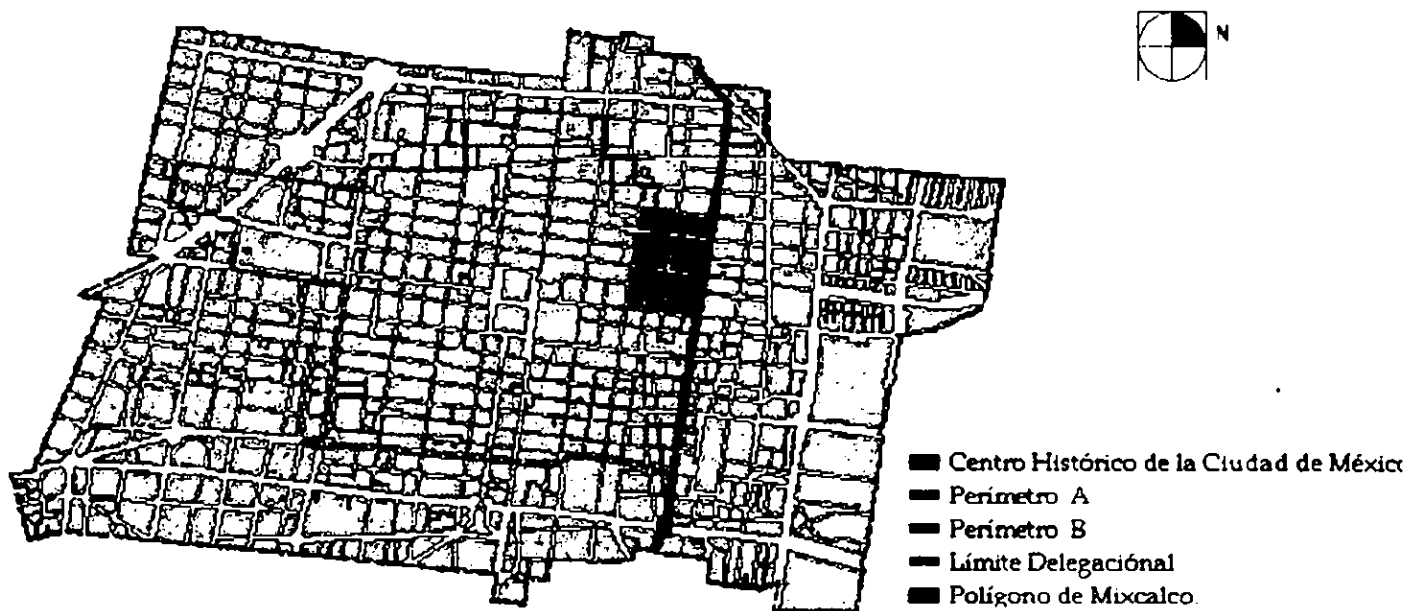 N
Centro Histórico de la Ciudad de Méxic
Perímetro A
Perímetro B
Límite Delegaciónal
Polígono de Mixcalco.